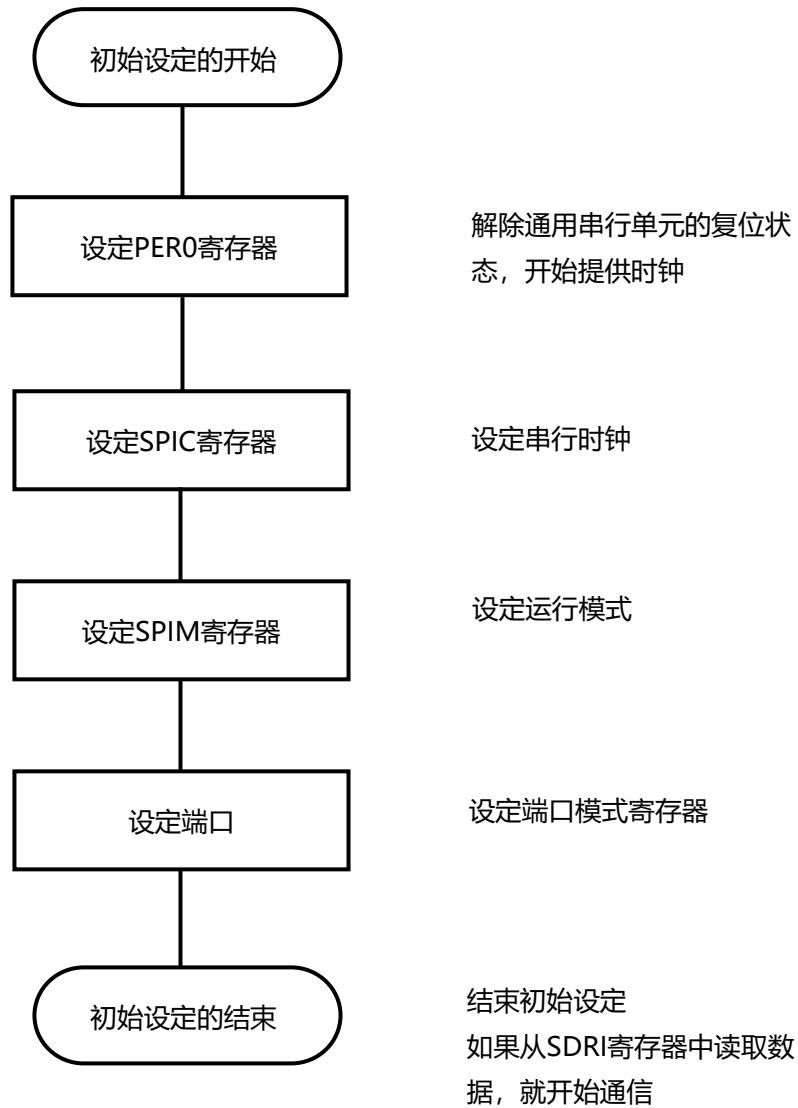 初始设定的开始
设定PER0寄存器
解除通用串行单元的复位状
态，开始提供时钟
设定SPIC寄存器
设定串行时钟
设定SPIM寄存器
设定运行模式
设定端口
设定端口模式寄存器
初始设定的结束
结束初始设定
如果从SDRI寄存器中读取数
据，就开始通信